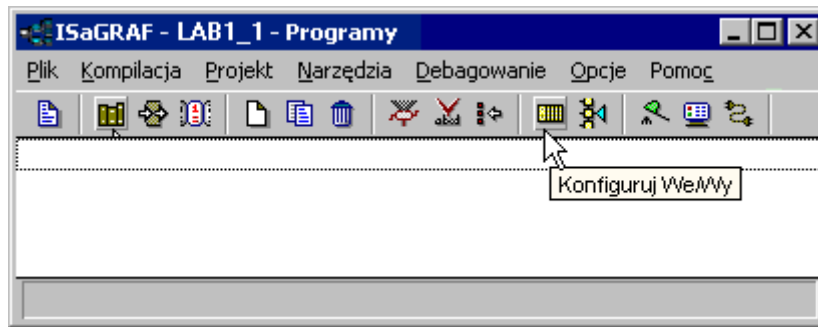 ISaGRAF - LAB1_1 - Programy
Plik Kompilacja Projekt Narzędzia Debagowanie Opcje Pomoc
Konfiguruj We/Wy